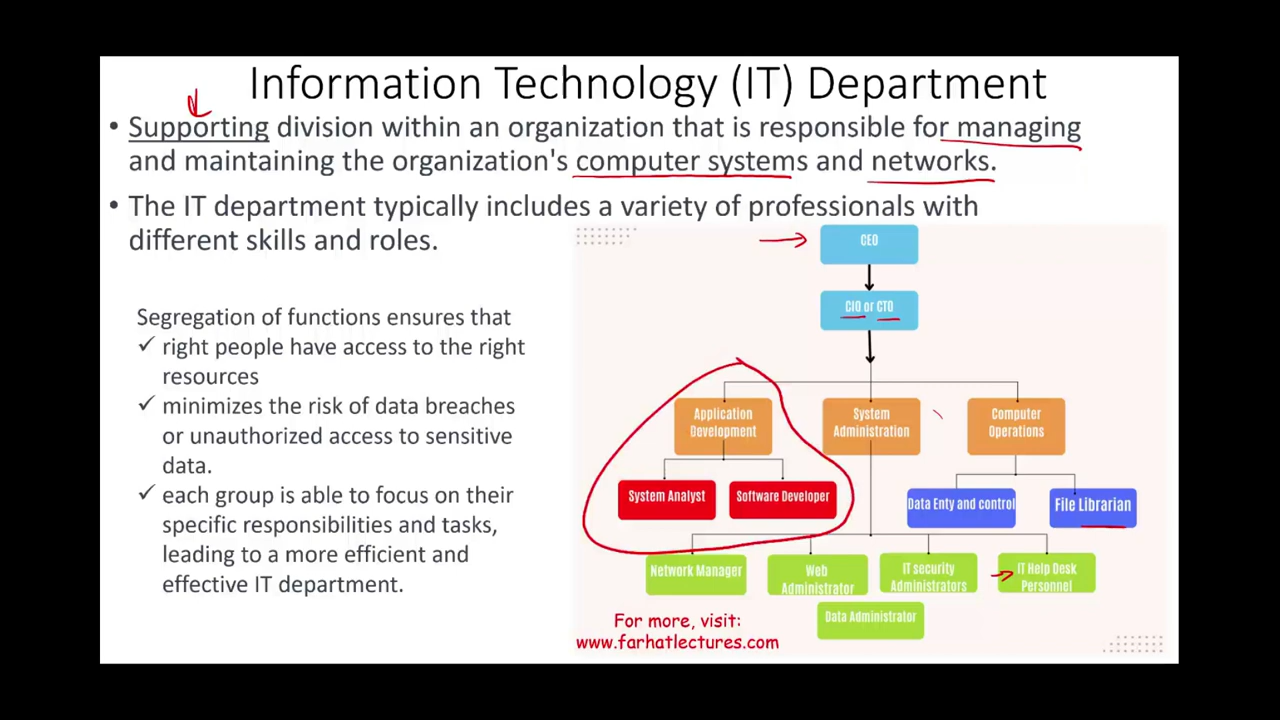 Information Technology (IT) Department
• Supporting division within an organization that is responsible for managing
and maintaining the organization's computer systems and networks.
• The IT department typically includes a variety of professionals with
different skills and roles.
Segregation of functions ensures that
✓ right people have access to the right
resources
✓ minimizes the risk of data breaches
or unauthorized access to sensitive
data.
✓ each group is able to focus on their
specific responsibilities and tasks,
leading to a more efficient and
effective IT department.
CEO
CIO or CTO
Application
Development
System
Administration
Computer
Operations
System Analyst
Software Developer
Data Enty and control
File Librarian
Network Manager
Web
Administrator
IT security
Administrators
IT Help Desk
Personnel
Data Administrator
For more, visit:
www.farhatlectures.com